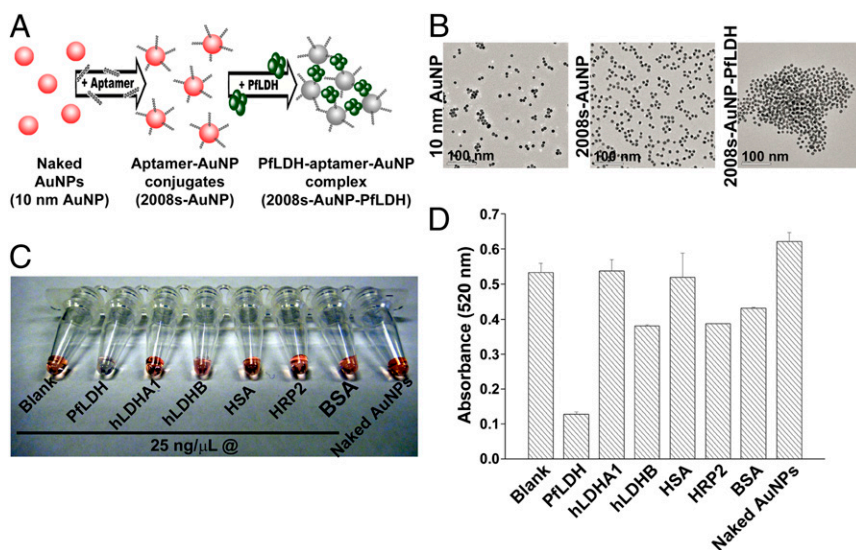 A
+ Aptamer
+ PfLDH
Naked
AuNPs
(10 nm AuNP)
Aptamer-AuNP
conjugates
(2008s-AuNP)
PfLDH-aptamer-AuNP
complex
(2008s-AuNP-PfLDH)
B
10 nm AuNP
100 nm
2008s-AuNP
100 nm
2008s-AuNP-PfLDH
100 nm
C
Blank
PfLDH
hLDHA1
hLDHB
HSA
HRP2
BSA
Naked AuNPs
25 ng/μL @
D
Absorbance (520 nm)
0.7
0.6
0.5
0.4
0.3
0.2
0.1
0.0
Blank
PfLDH
hLDHA1
hLDHB
HSA
HRP2
BSA
Naked AuNPs